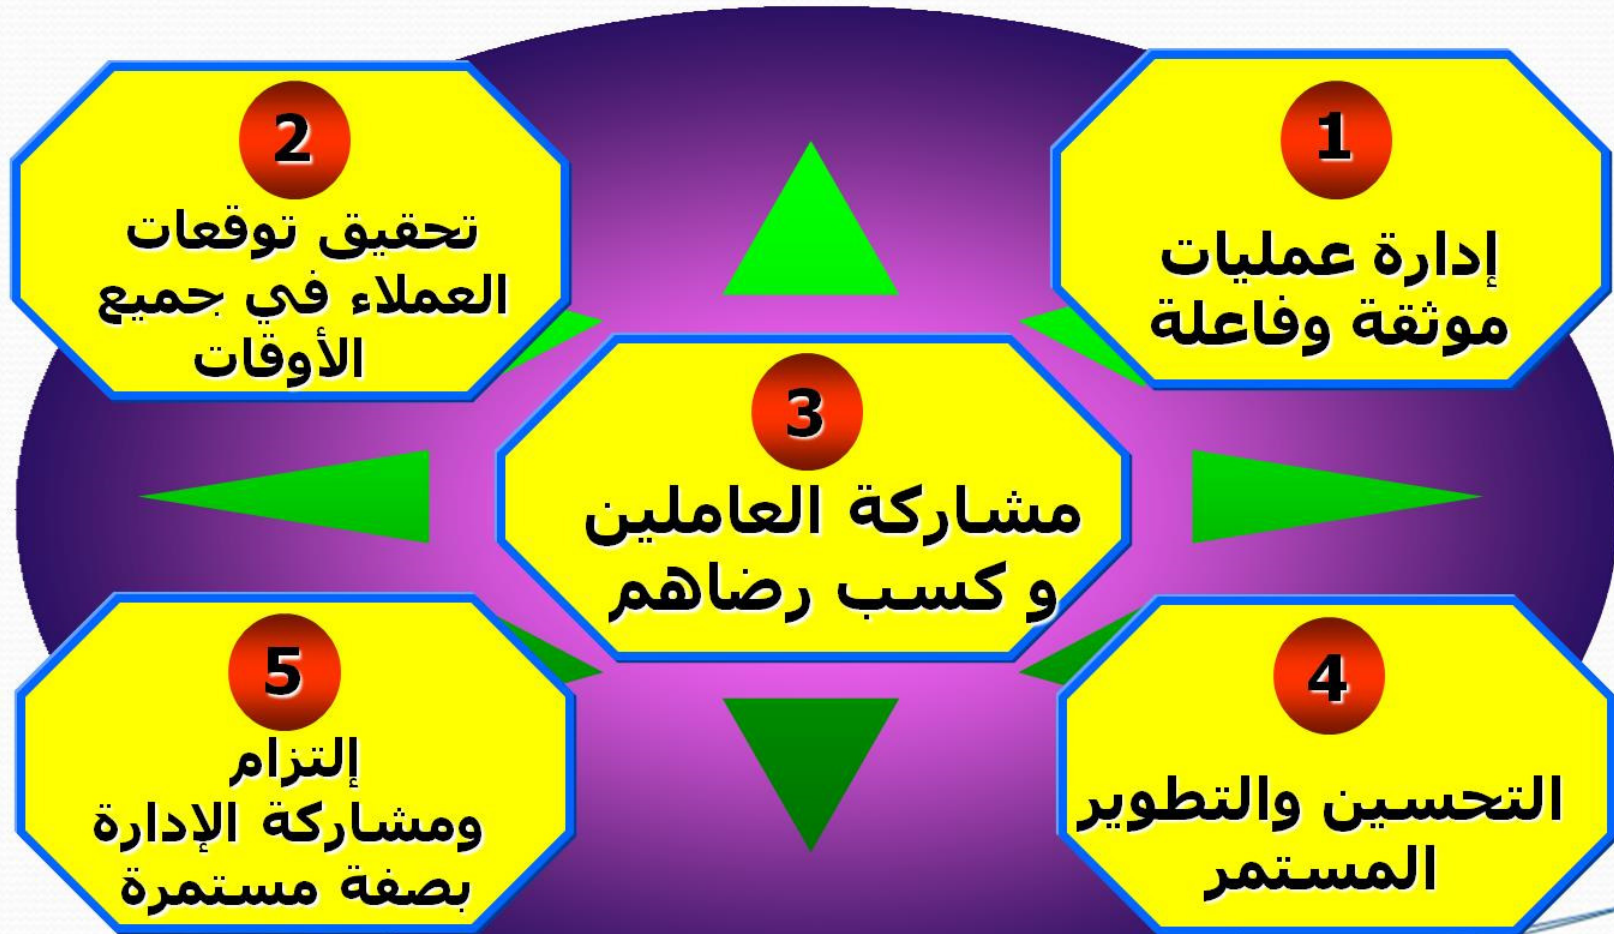 1
إدارة عمليات
موثقة وفاعلة
2
تحقيق توقعات
العملاء في جميع
الأوقات
3
مشاركة العاملين
و كسب رضاهم
4
التحسين والتطوير
المستمر
5
إلتزام
ومشاركة الإدارة
بصفة مستمرة